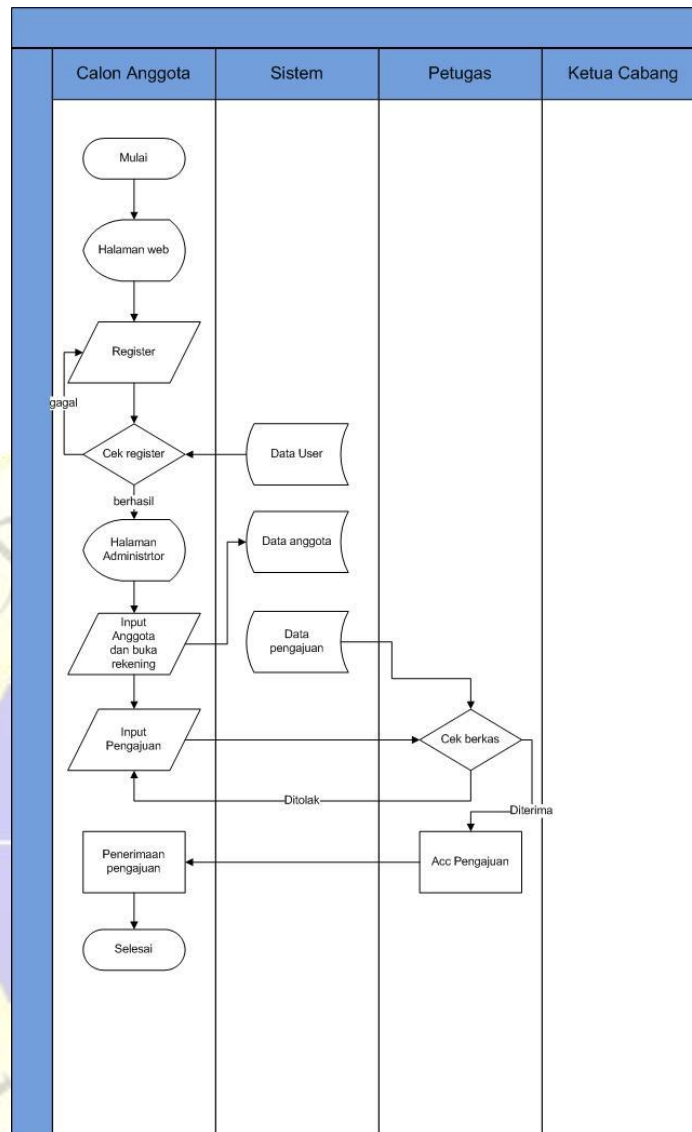 Calon Anggota
Sistem
Petugas
Ketua Cabang
Mulai
Halaman web
Register
gagal
Cek register
Data User
berhasil
Halaman
Administrtor
Data anggota
Input
Anggota
dan buka
rekening
Data
pengajuan
Input
Pengajuan
Cek berkas
Ditolak
Diterima
Penerimaan
pengajuan
Acc Pengajuan
Selesai